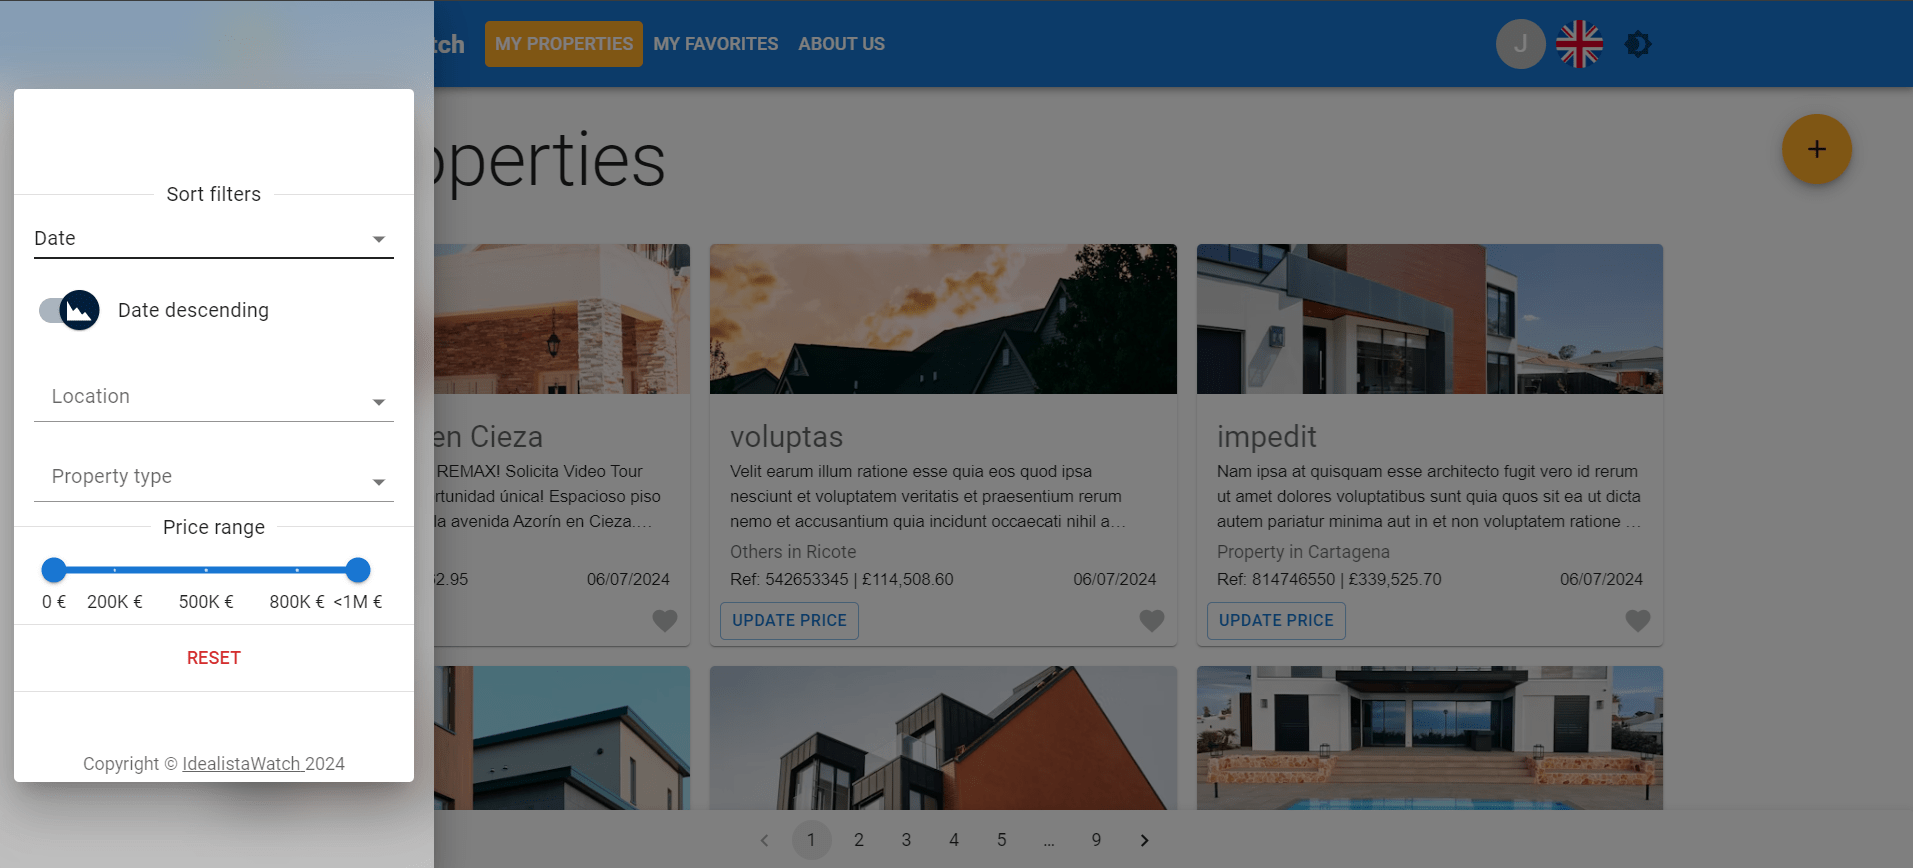 tch
MY PROPERTIES
MY FAVORITES
ABOUT US
J
operties
+
Sort filters
Date
Date descending
Location
Property type
Price range
0 €
200K €
500K €
800K €
<1M €
RESET
Copyright © IdealistaWatch 2024
en Cieza
REMAX! Solicita Video Tour
rtunidad única! Espacioso piso
la avenida Azorín en Cieza....
62.95
06/07/2024
voluptas
Velit earum illum ratione esse quia eos quod ipsa
nesciunt et voluptatem veritatis et praesentium rerum
nemo et accusantium quia incidunt occaecati nihil a...
Others in Ricote
Ref: 542653345 | £114,508.60
06/07/2024
UPDATE PRICE
impedit
Nam ipsa at quisquam esse architecto fugit vero id rerum
ut amet dolores voluptatibus sunt quia quos sit ea ut dicta
autem pariatur minima aut in et non voluptatem ratione ...
Property in Cartagena
Ref: 814746550 | £339,525.70
06/07/2024
UPDATE PRICE
1 2 3 4 5 ... 9